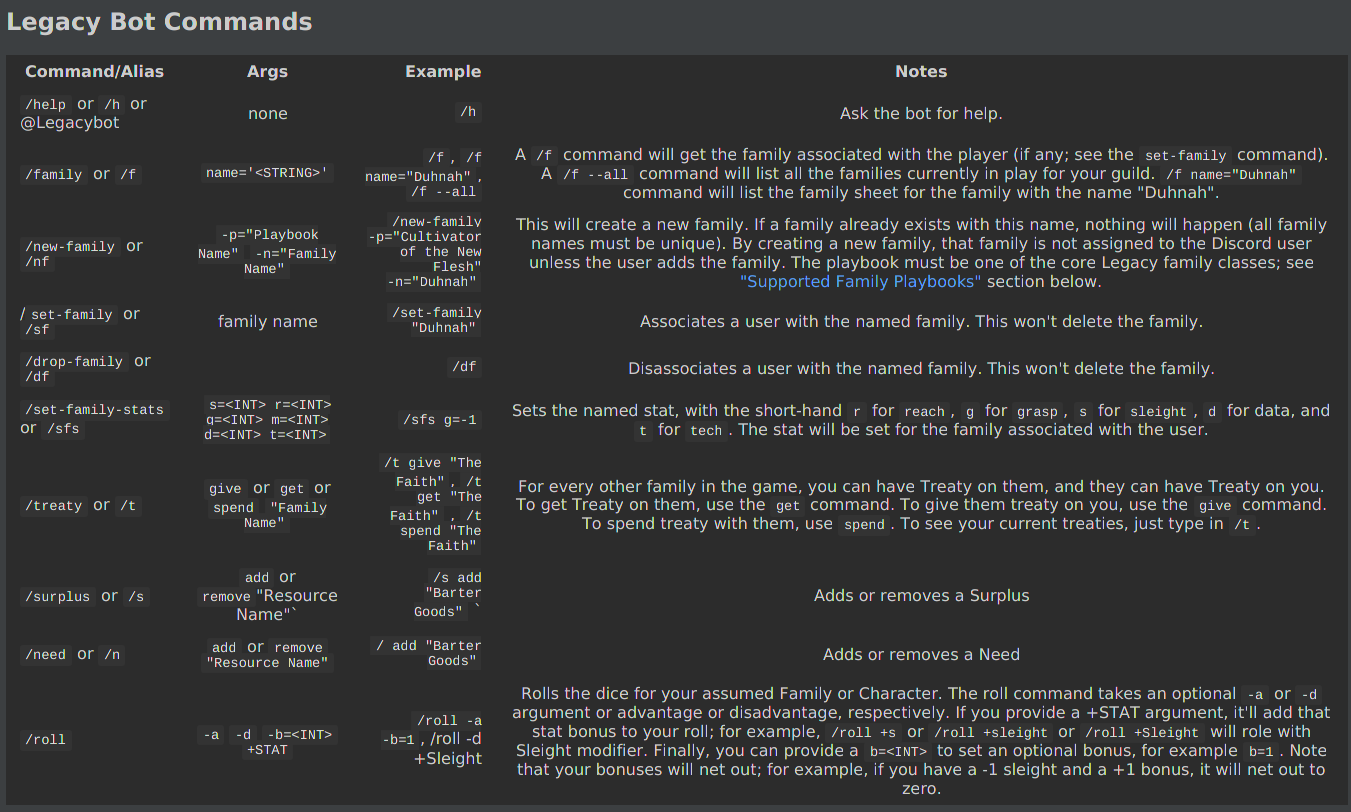 Legacy Bot Commands
Command/Alias Args Example Notes
/help or /h or
@Legacybot
none
/h
Ask the bot for help.
/family or /f
name='<STRING>'
/f , /f
name="Duhnah" ,
/f --all
A /f command will get the family associated with the player (if any; see the set-family command).
A /f --all command will list all the families currently in play for your guild. /f name="Duhnah"
command will list the family sheet for the family with the name "Duhnah".
/new-family or
/nf
-p="Playbook
Name" -n="Family
Name"
/new-family
-p="Cultivator
of the New
Flesh"
-n="Duhnah"
This will create a new family. If a family already exists with this name, nothing will happen (all family
names must be unique). By creating a new family, that family is not assigned to the Discord user
unless the user adds the family. The playbook must be one of the core Legacy family classes; see
"Supported Family Playbooks" section below.
/ set-family or
/sf
family name
/set-family
"Duhnah"
Associates a user with the named family. This won't delete the family.
/drop-family or
/df
/df
Disassociates a user with the named family. This won't delete the family.
/set-family-stats
or /sfs
s=<INT> r=<INT>
g=<INT> m=<INT>
d=<INT> t=<INT>
/sfs g=-1
Sets the named stat, with the short-hand r for reach , g for grasp , s for sleight , d for data, and
t for tech . The stat will be set for the family associated with the user.
/treaty or /t
give or get or
spend "Family
Name"
/t give "The
Faith" , /t
get "The
Faith" , /t
spend "The
Faith"
For every other family in the game, you can have Treaty on them, and they can have Treaty on you.
To get Treaty on them, use the get command. To give them treaty on you, use the give command.
To spend treaty with them, use spend . To see your current treaties, just type in /t .
/surplus or /s
add or
remove "Resource
Name"`
/s add
"Barter
Goods" `
Adds or removes a Surplus
/need or /n
add or remove
"Resource Name"
/ add "Barter
Goods"
Adds or removes a Need
/roll
-a -d -b=<INT>
+STAT
/roll -a
-b=1 , /roll -d
+Sleight
Rolls the dice for your assumed Family or Character. The roll command takes an optional -a or -d
argument or advantage or disadvantage, respectively. If you provide a +STAT argument, it'll add that
stat bonus to your roll; for example, /roll +s or /roll +sleight or /roll +Sleight will role with
Sleight modifier. Finally, you can provide a b=<INT> to set an optional bonus, for example b=1 . Note
that your bonuses will net out; for example, if you have a -1 sleight and a +1 bonus, it will net out to
zero.